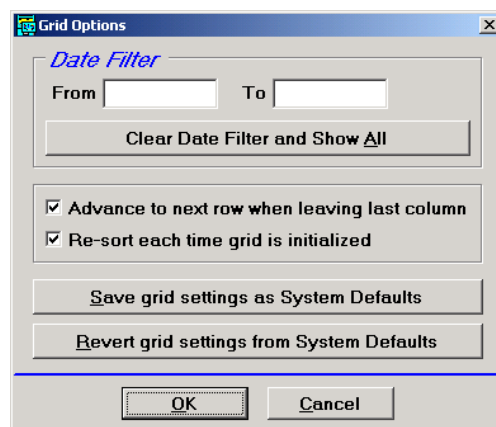 Grid Options
Date Filter
From To
Clear Date Filter and Show All
Advance to next row when leaving last column
Re-sort each time grid is initialized
Save grid settings as System Defaults
Revert grid settings from System Defaults
OK Cancel